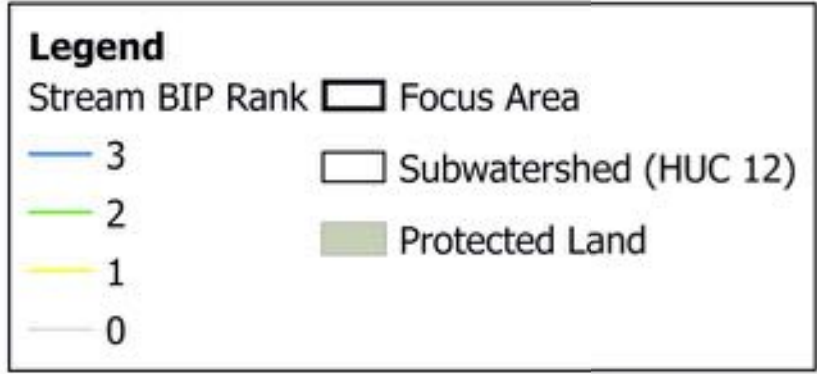 Legend
Stream BIP Rank
3
2
1
0
Focus Area
Subwatershed (HUC 12)
Protected Land